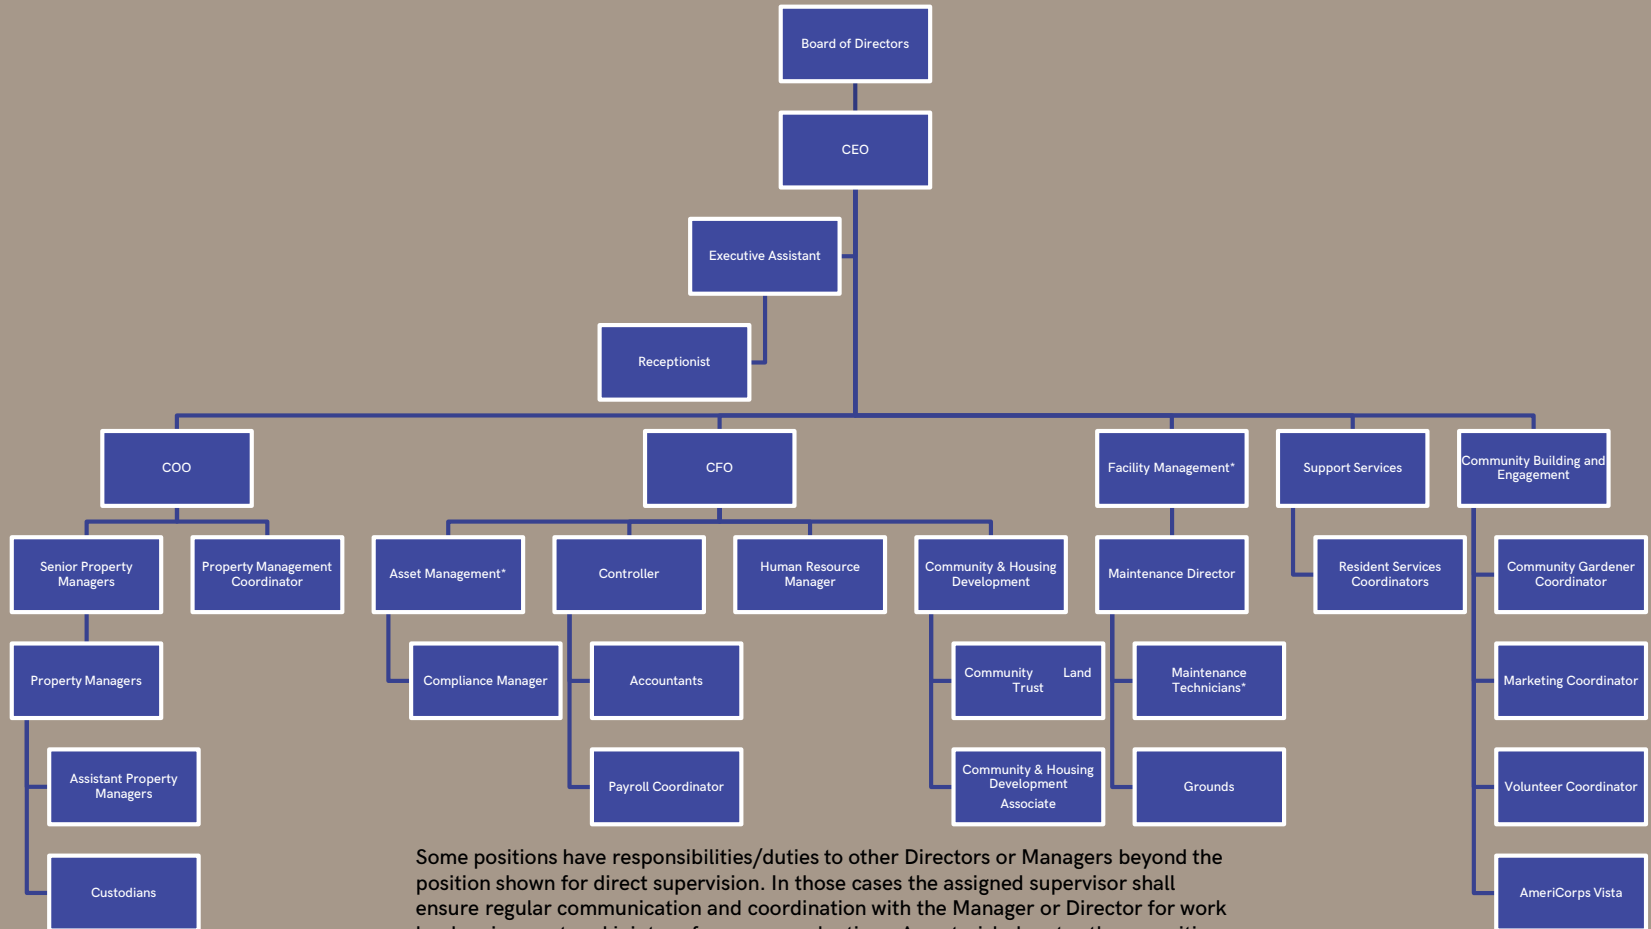 Board of Directors
CEO
Executive Assistant
Receptionist
COO
CFO
Facility Management*
Support Services
Community Building and
Engagement
Senior Property
Managers
Property Management
Coordinator
Asset Management*
Controller
Human Resource
Manager
Community & Housing
Development
Maintenance Director
Resident Services
Coordinators
Community Gardener
Coordinator
Property Managers
Compliance Manager
Accountants
Community Land
Trust
Maintenance
Technicians*
Marketing Coordinator
Assistant Property
Managers
Payroll Coordinator
Community & Housing
Development
Associate
Grounds
Volunteer Coordinator
Custodians
AmeriCorps Vista
Some positions have responsibilities/duties to other Directors or Managers beyond the
position shown for direct supervision. In those cases the assigned supervisor shall
ensure regular communication and coordination with the Manager or Director for work